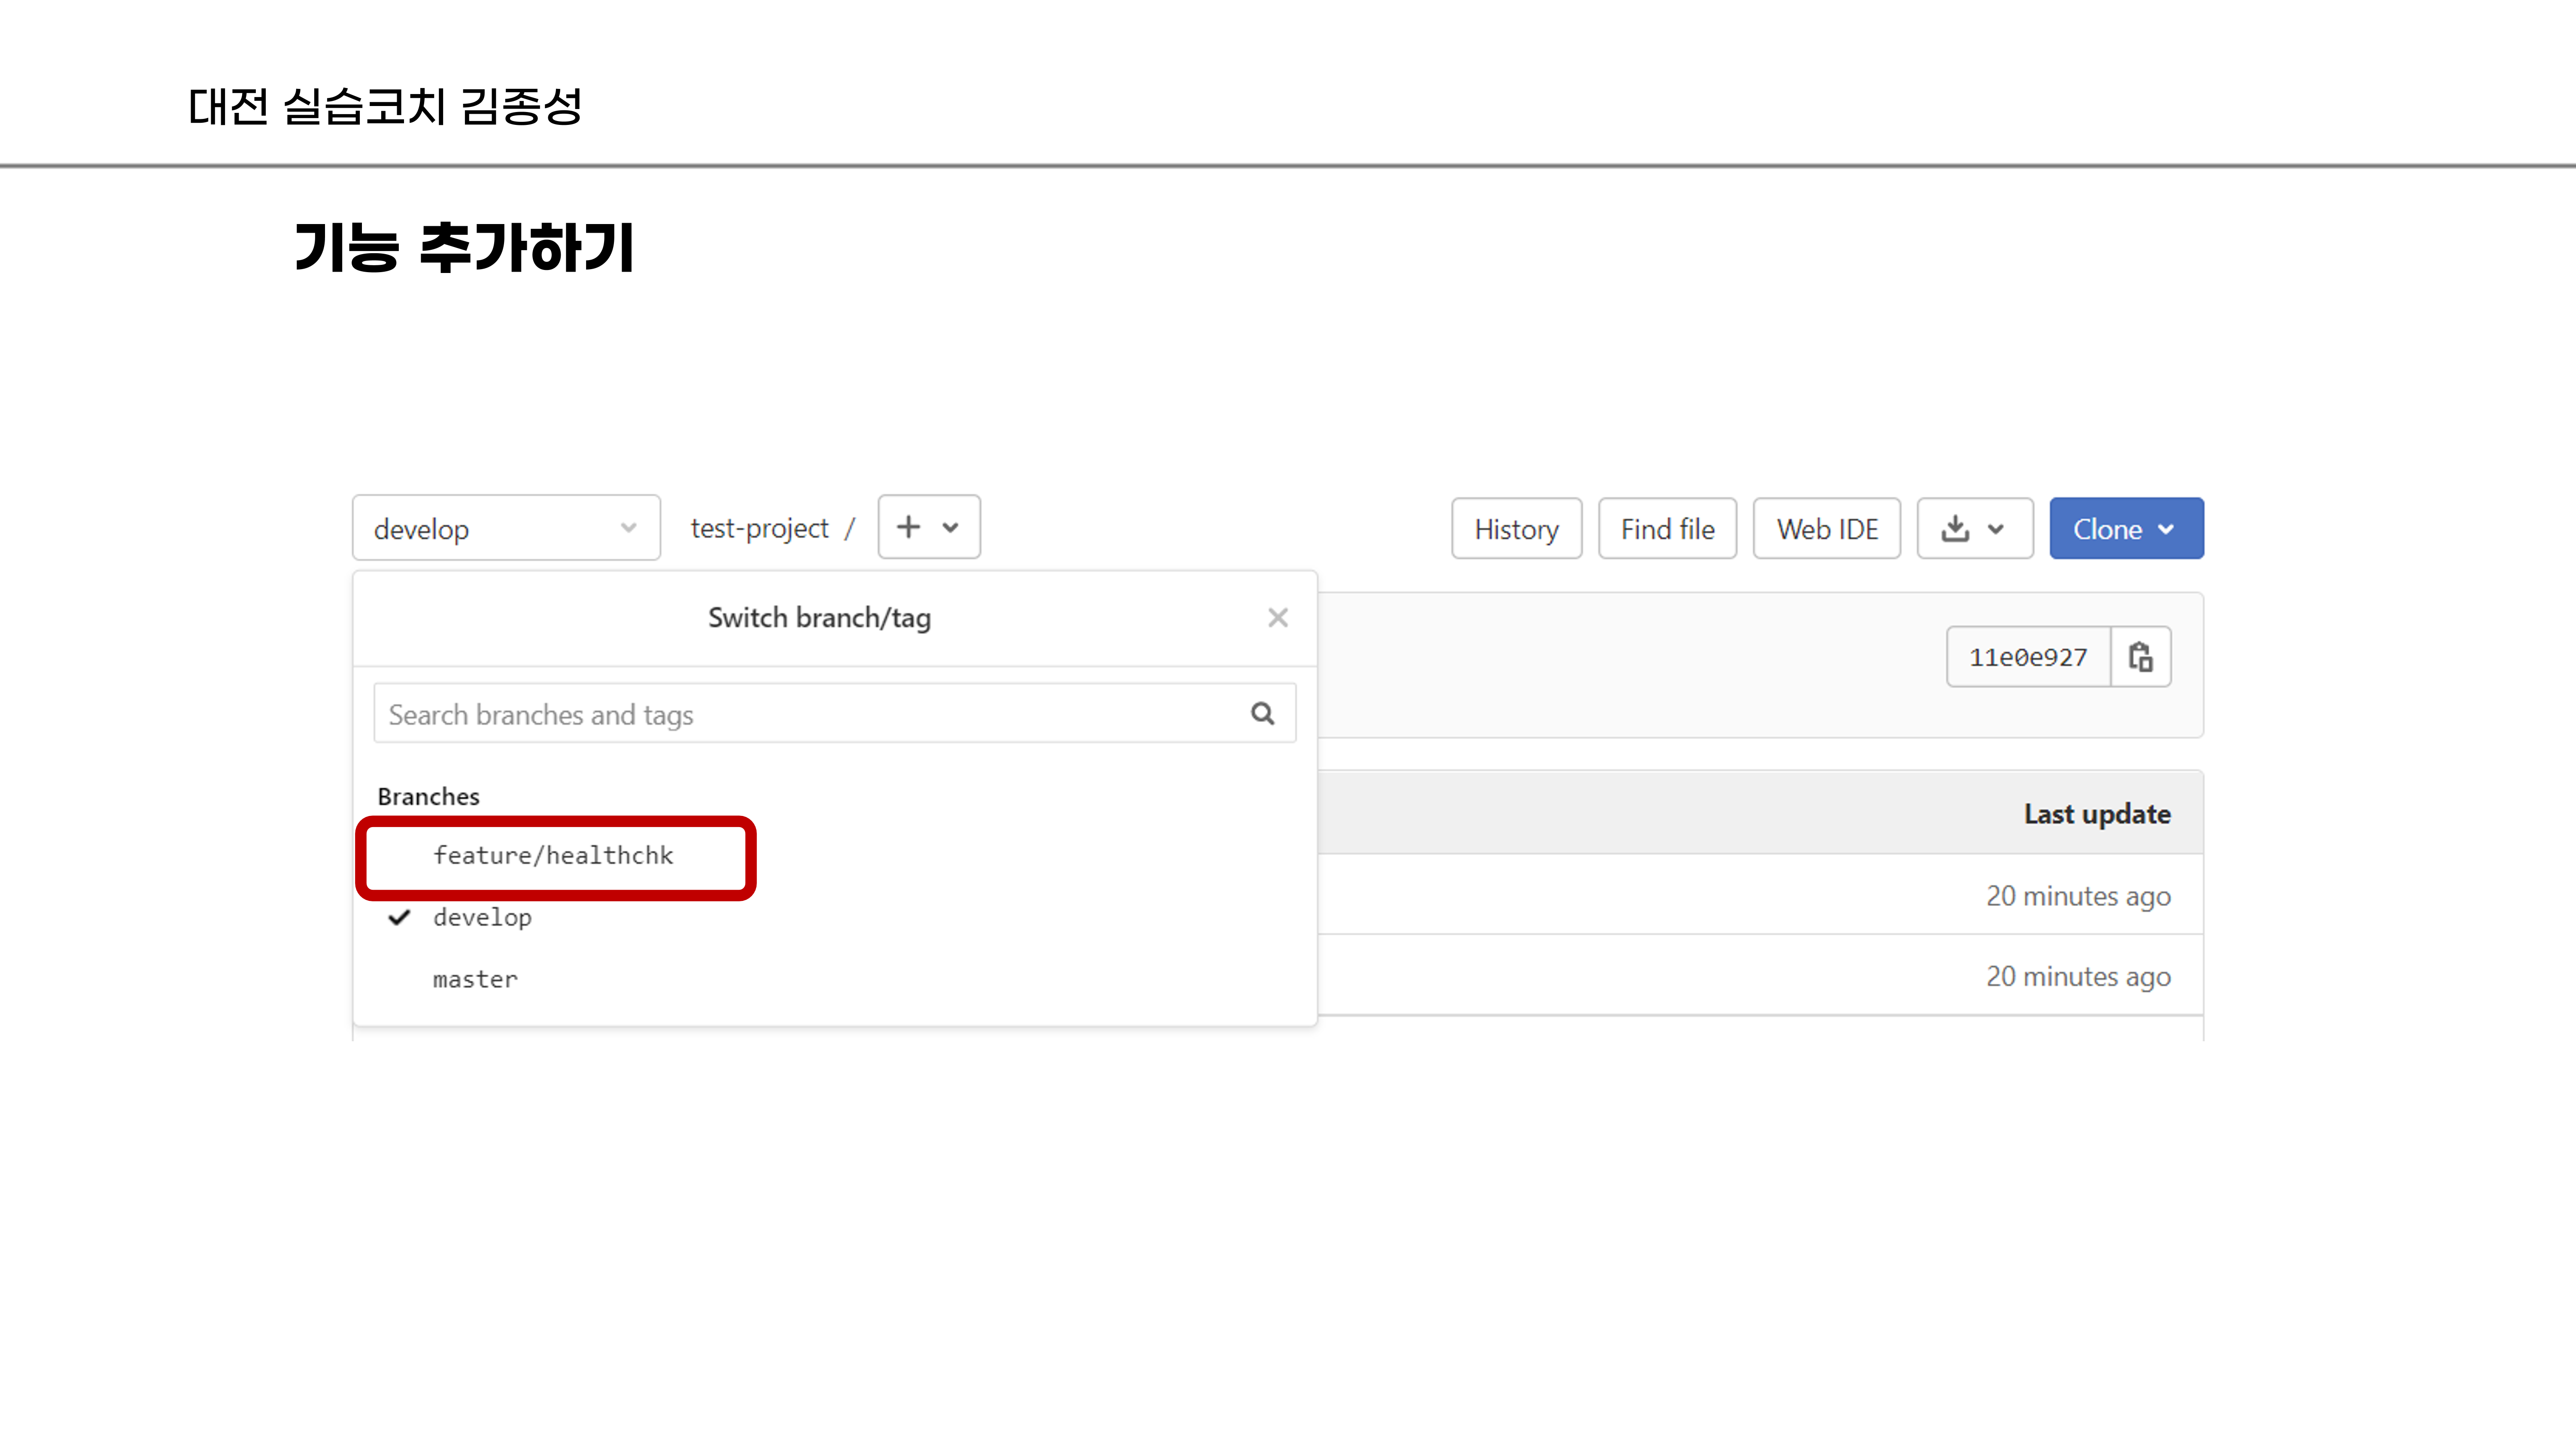 대전 실습코치 김종성
기능 추가하기
develop test-project / + History Find file Web IDE Clone
Switch branch/tag
11e0e927
Search branches and tags
Branches
Last update
feature/healthchk
20 minutes ago
develop
20 minutes ago
master